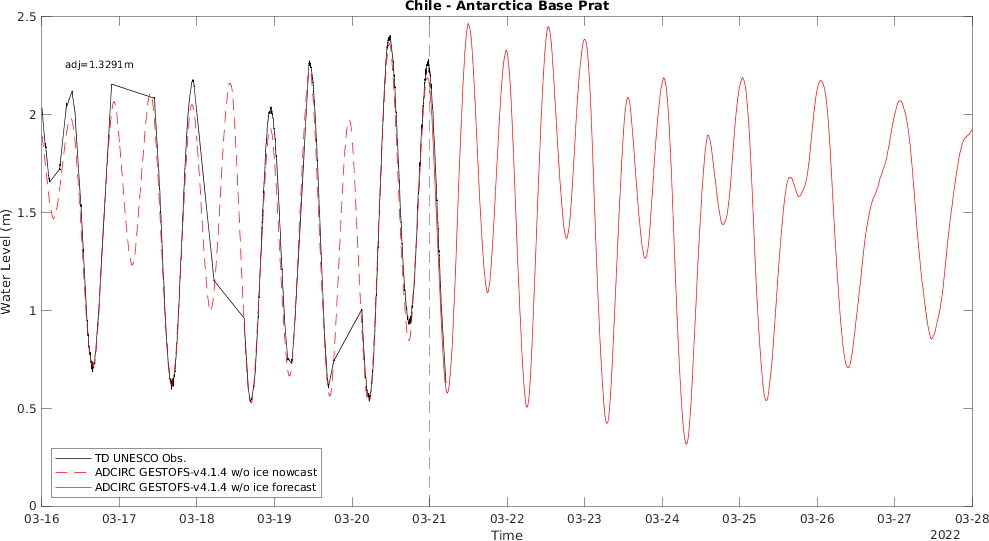 Chile - Antarctica Base Prat
adj=1.3291m
Water Level (m)
2.5
2
1.5
1
0.5
0
TD UNESCO Obs.
ADCIRC GESTOFS-v4.1.4 w/o ice nowcast
ADCIRC GESTOFS-v4.1.4 w/o ice forecast
03-16 03-17 03-18 03-19 03-20 03-21 03-22 03-23 03-24 03-25 03-26 03-27 03-28
Time
2022